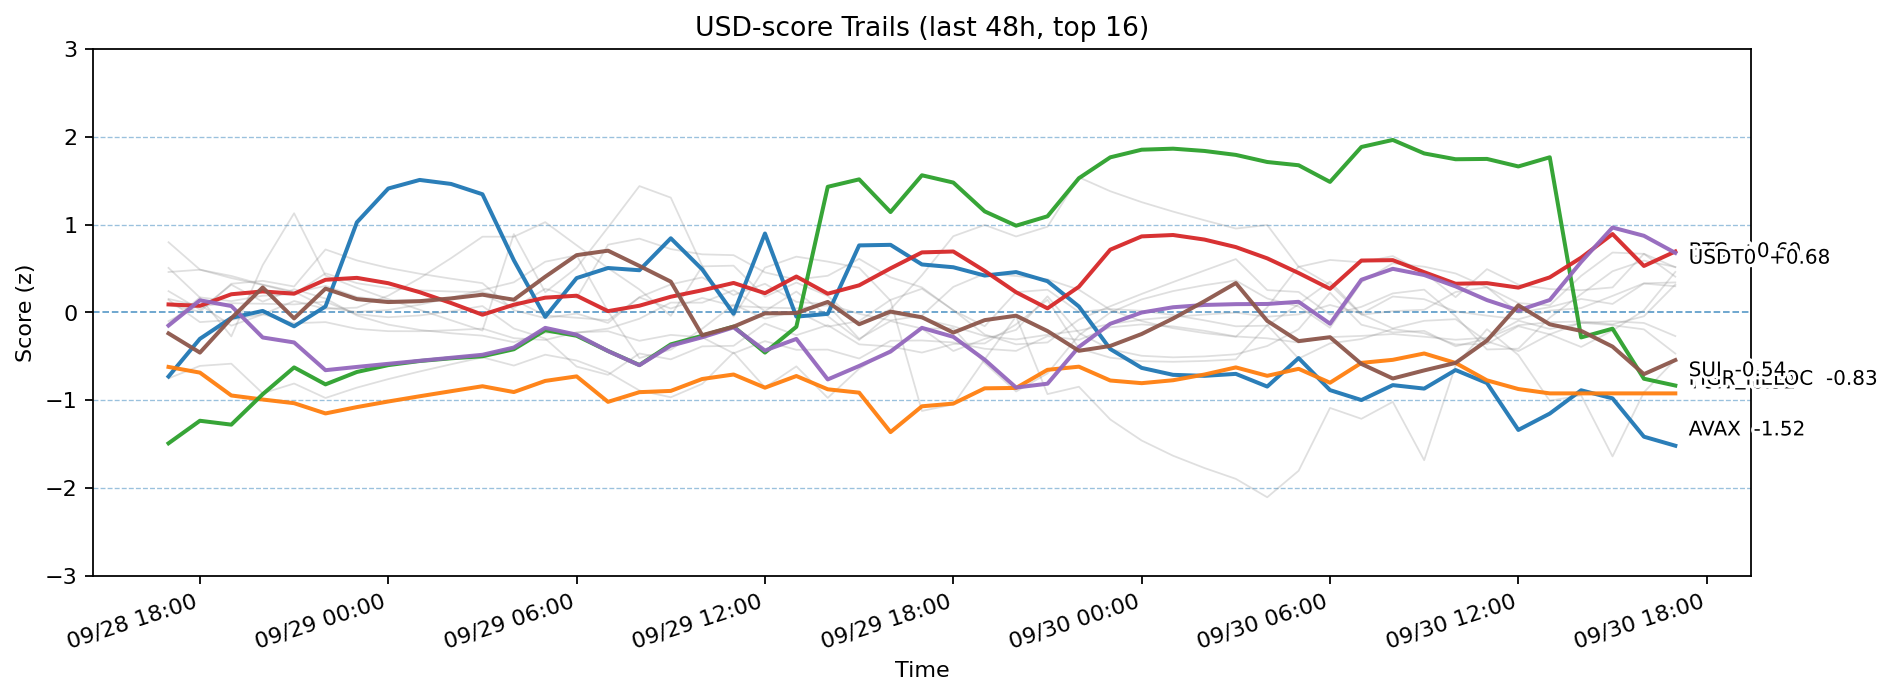 USD-score Trails (last 48h, top 16)
3
2
1
0
−1
−2
−3
Score (z)
USDT0 +0.68
SUI -0.54
FIGR_HELOC -0.83
AVAX -1.52
09/28 18:00
09/29 00:00
09/29 06:00
09/29 12:00
09/29 18:00
09/30 00:00
09/30 06:00
09/30 12:00
09/30 18:00
Time